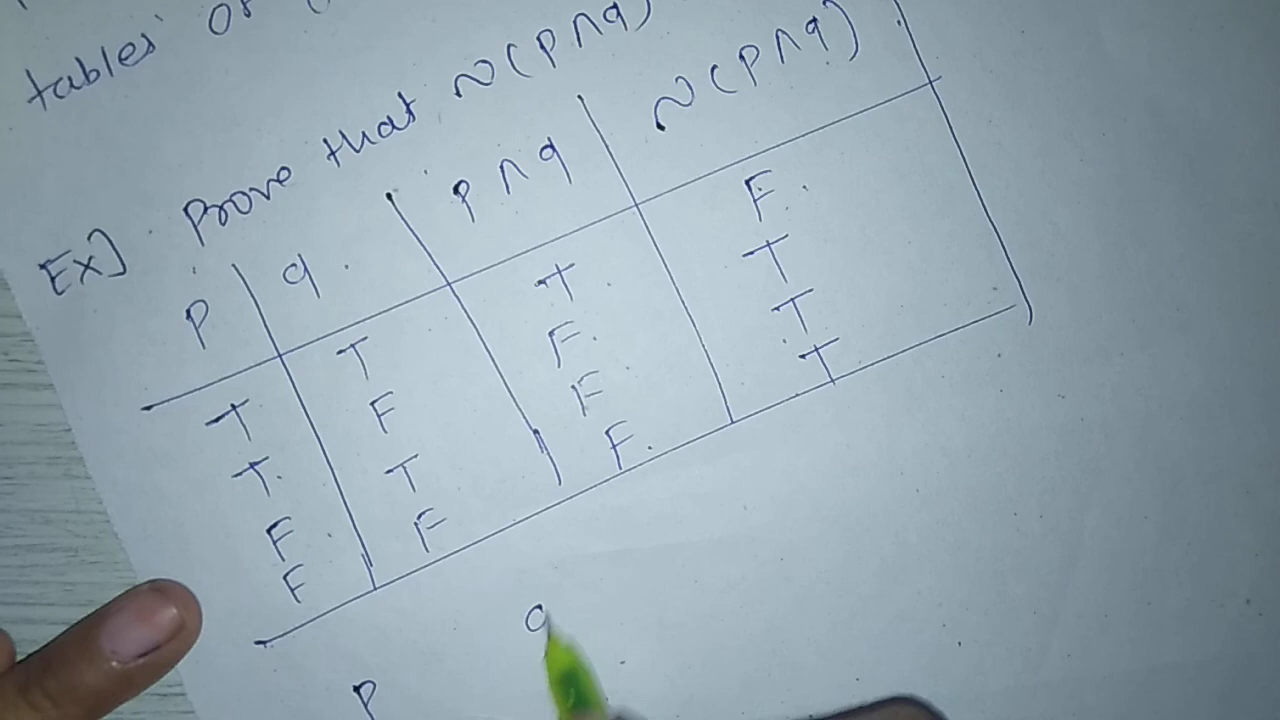 tables of
Ex] Prove that ~(p∧q)
P q p∧q ~(p∧q)
T T T F
T F F T
F T F T
F F F T
P q